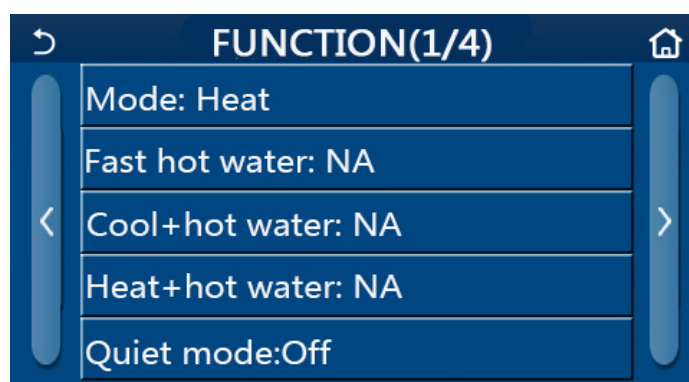 FUNCTION(1/4)
Mode: Heat
Fast hot water: NA
Cool+hot water: NA
Heat+hot water: NA
Quiet mode:Off